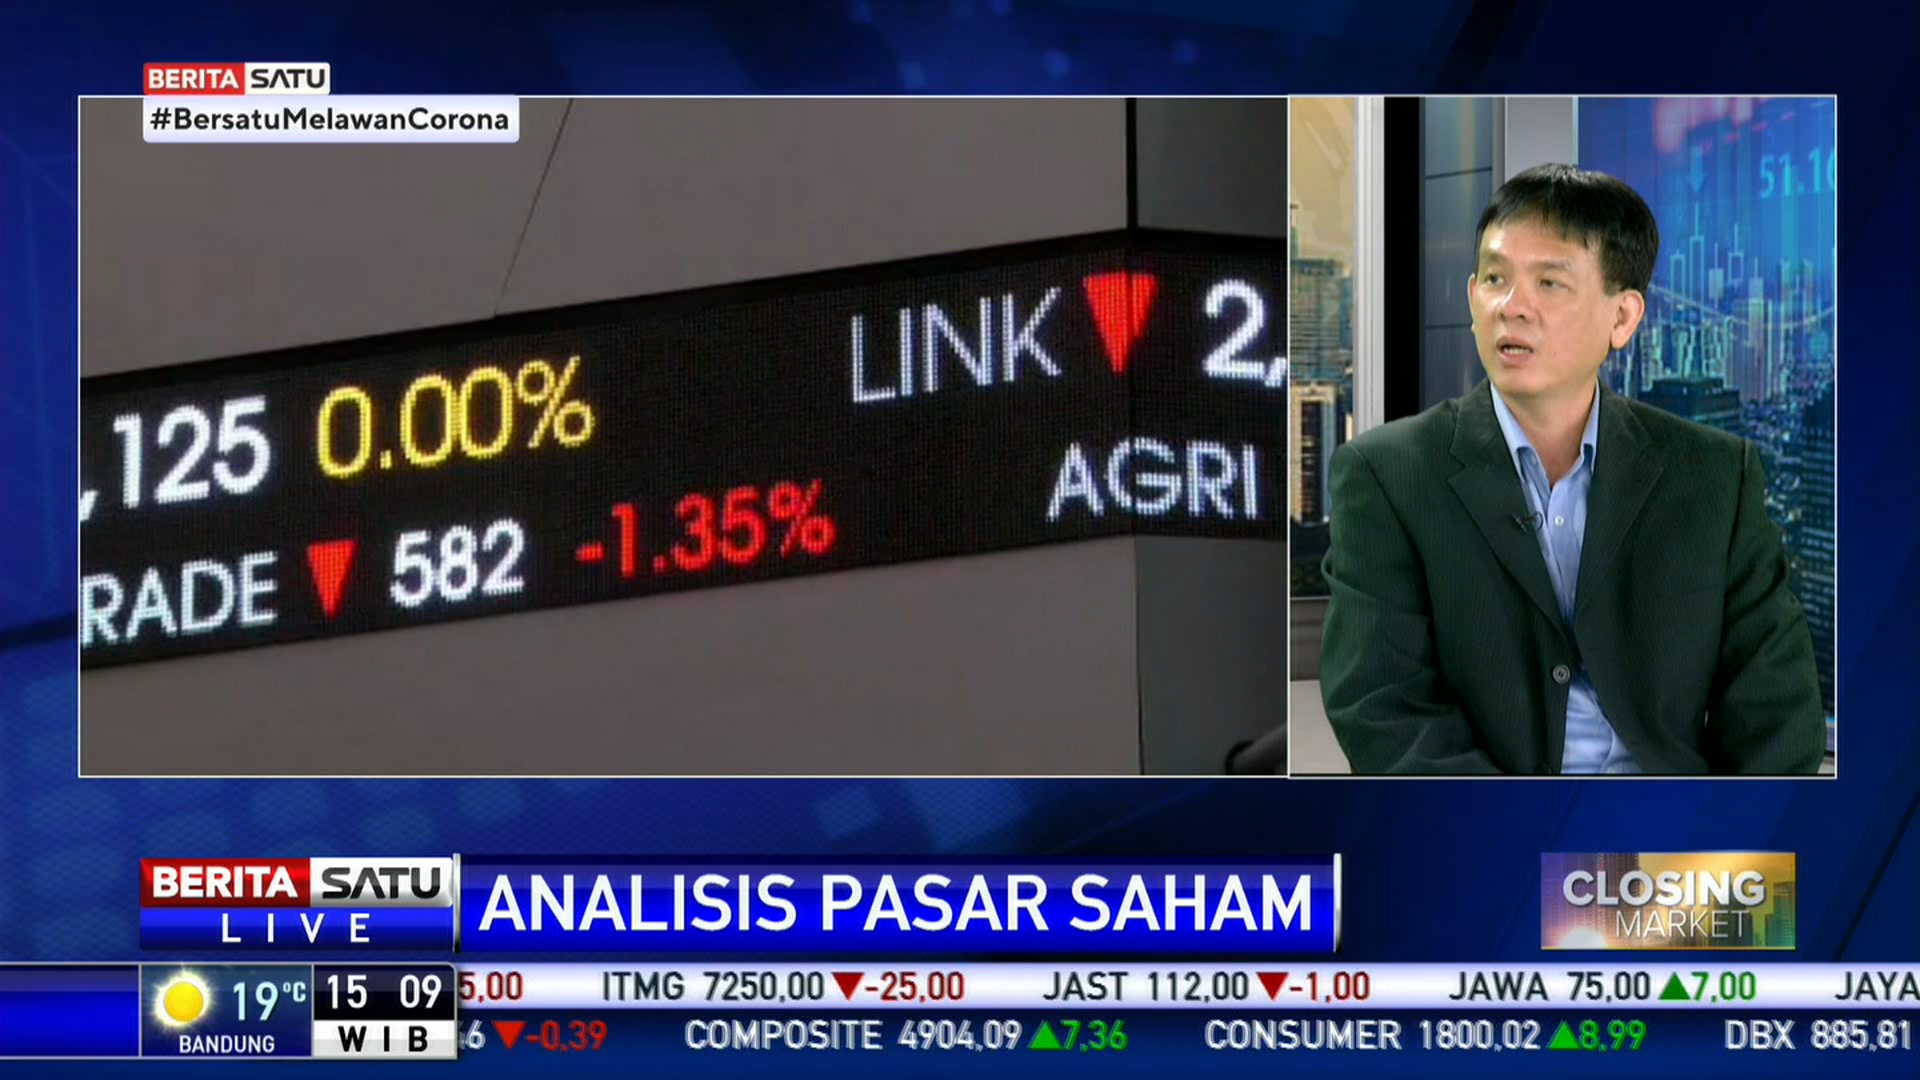 BERITA SATU
#BersatuMelawanCorona
51.10
,125 0.00% LINK ▼ 2,
RADE ▼ 582 -1.35% AGRI
BERITA SATU
LIVE
ANALISIS PASAR SAHAM
CLOSING
MARKET
19°C
BANDUNG
15 09
WIB
5,00 ITMG 7250,00 ▼-25,00 JAST 112,00 ▼-1,00 JAWA 75,00 ▲7,00 JAYA
46 ▼-0,39 COMPOSITE 4904,09 ▲7,36 CONSUMER 1800,02 ▲8,99 DBX 885,81